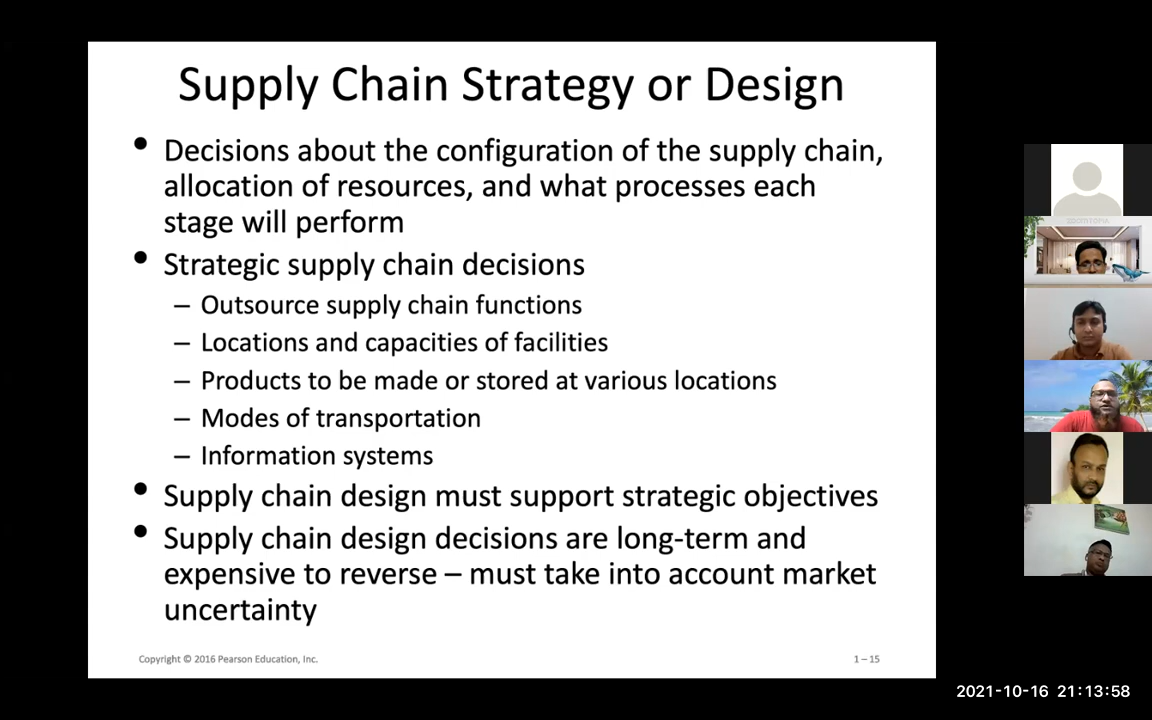 Supply Chain Strategy or Design
• Decisions about the configuration of the supply chain,
allocation of resources, and what processes each
stage will perform
• Strategic supply chain decisions
– Outsource supply chain functions
– Locations and capacities of facilities
– Products to be made or stored at various locations
– Modes of transportation
– Information systems
• Supply chain design must support strategic objectives
• Supply chain design decisions are long-term and
expensive to reverse – must take into account market
uncertainty
Copyright © 2016 Pearson Education, Inc.
1 – 15
2021-10-16 21:13:58